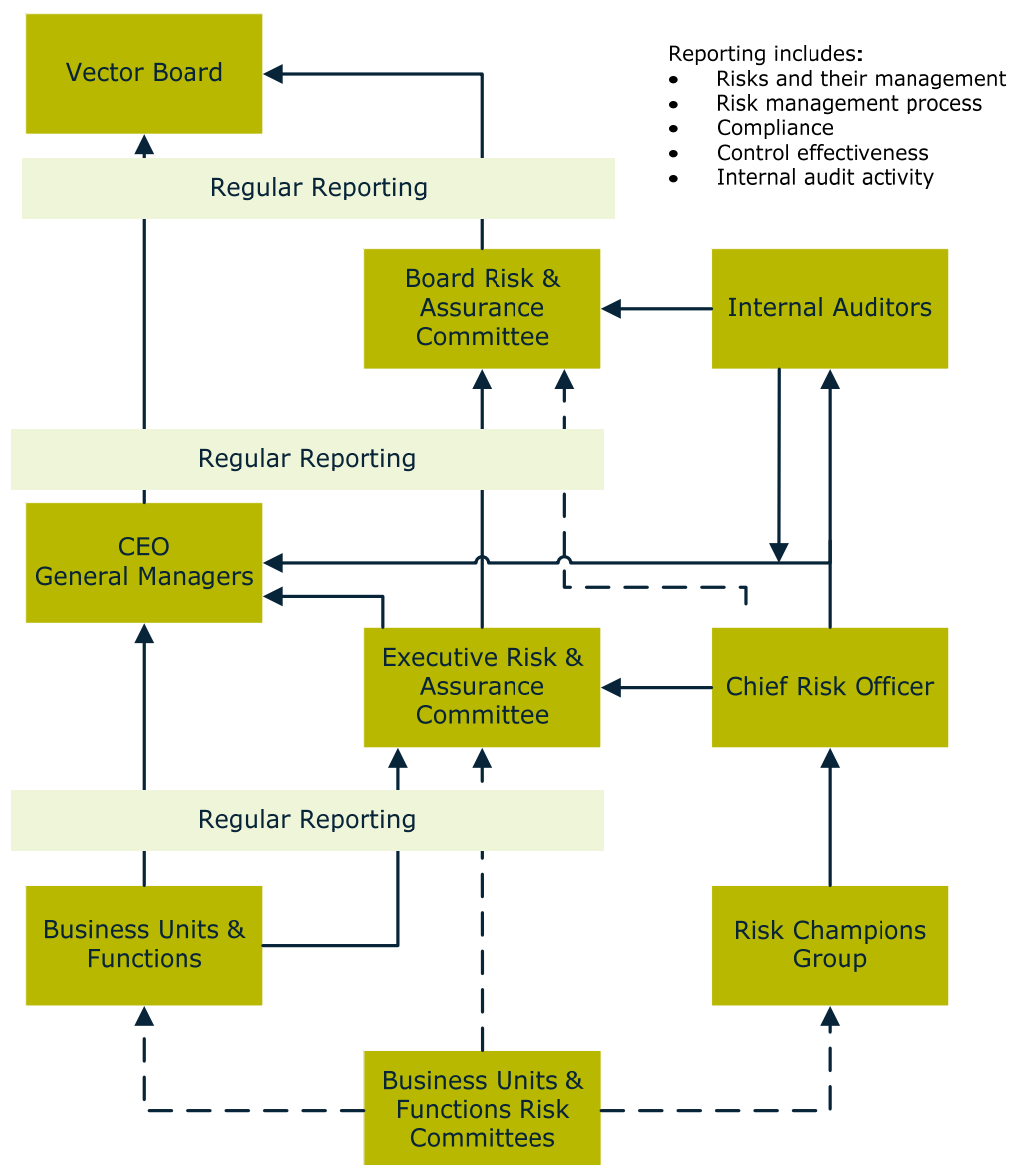 Vector Board
Reporting includes:
• Risks and their management
• Risk management process
• Compliance
• Control effectiveness
• Internal audit activity
Regular Reporting
Board Risk &
Assurance
Committee
Internal Auditors
Regular Reporting
CEO
General Managers
Executive Risk &
Assurance
Committee
Chief Risk Officer
Regular Reporting
Business Units &
Functions
Risk Champions
Group
Business Units &
Functions Risk
Committees